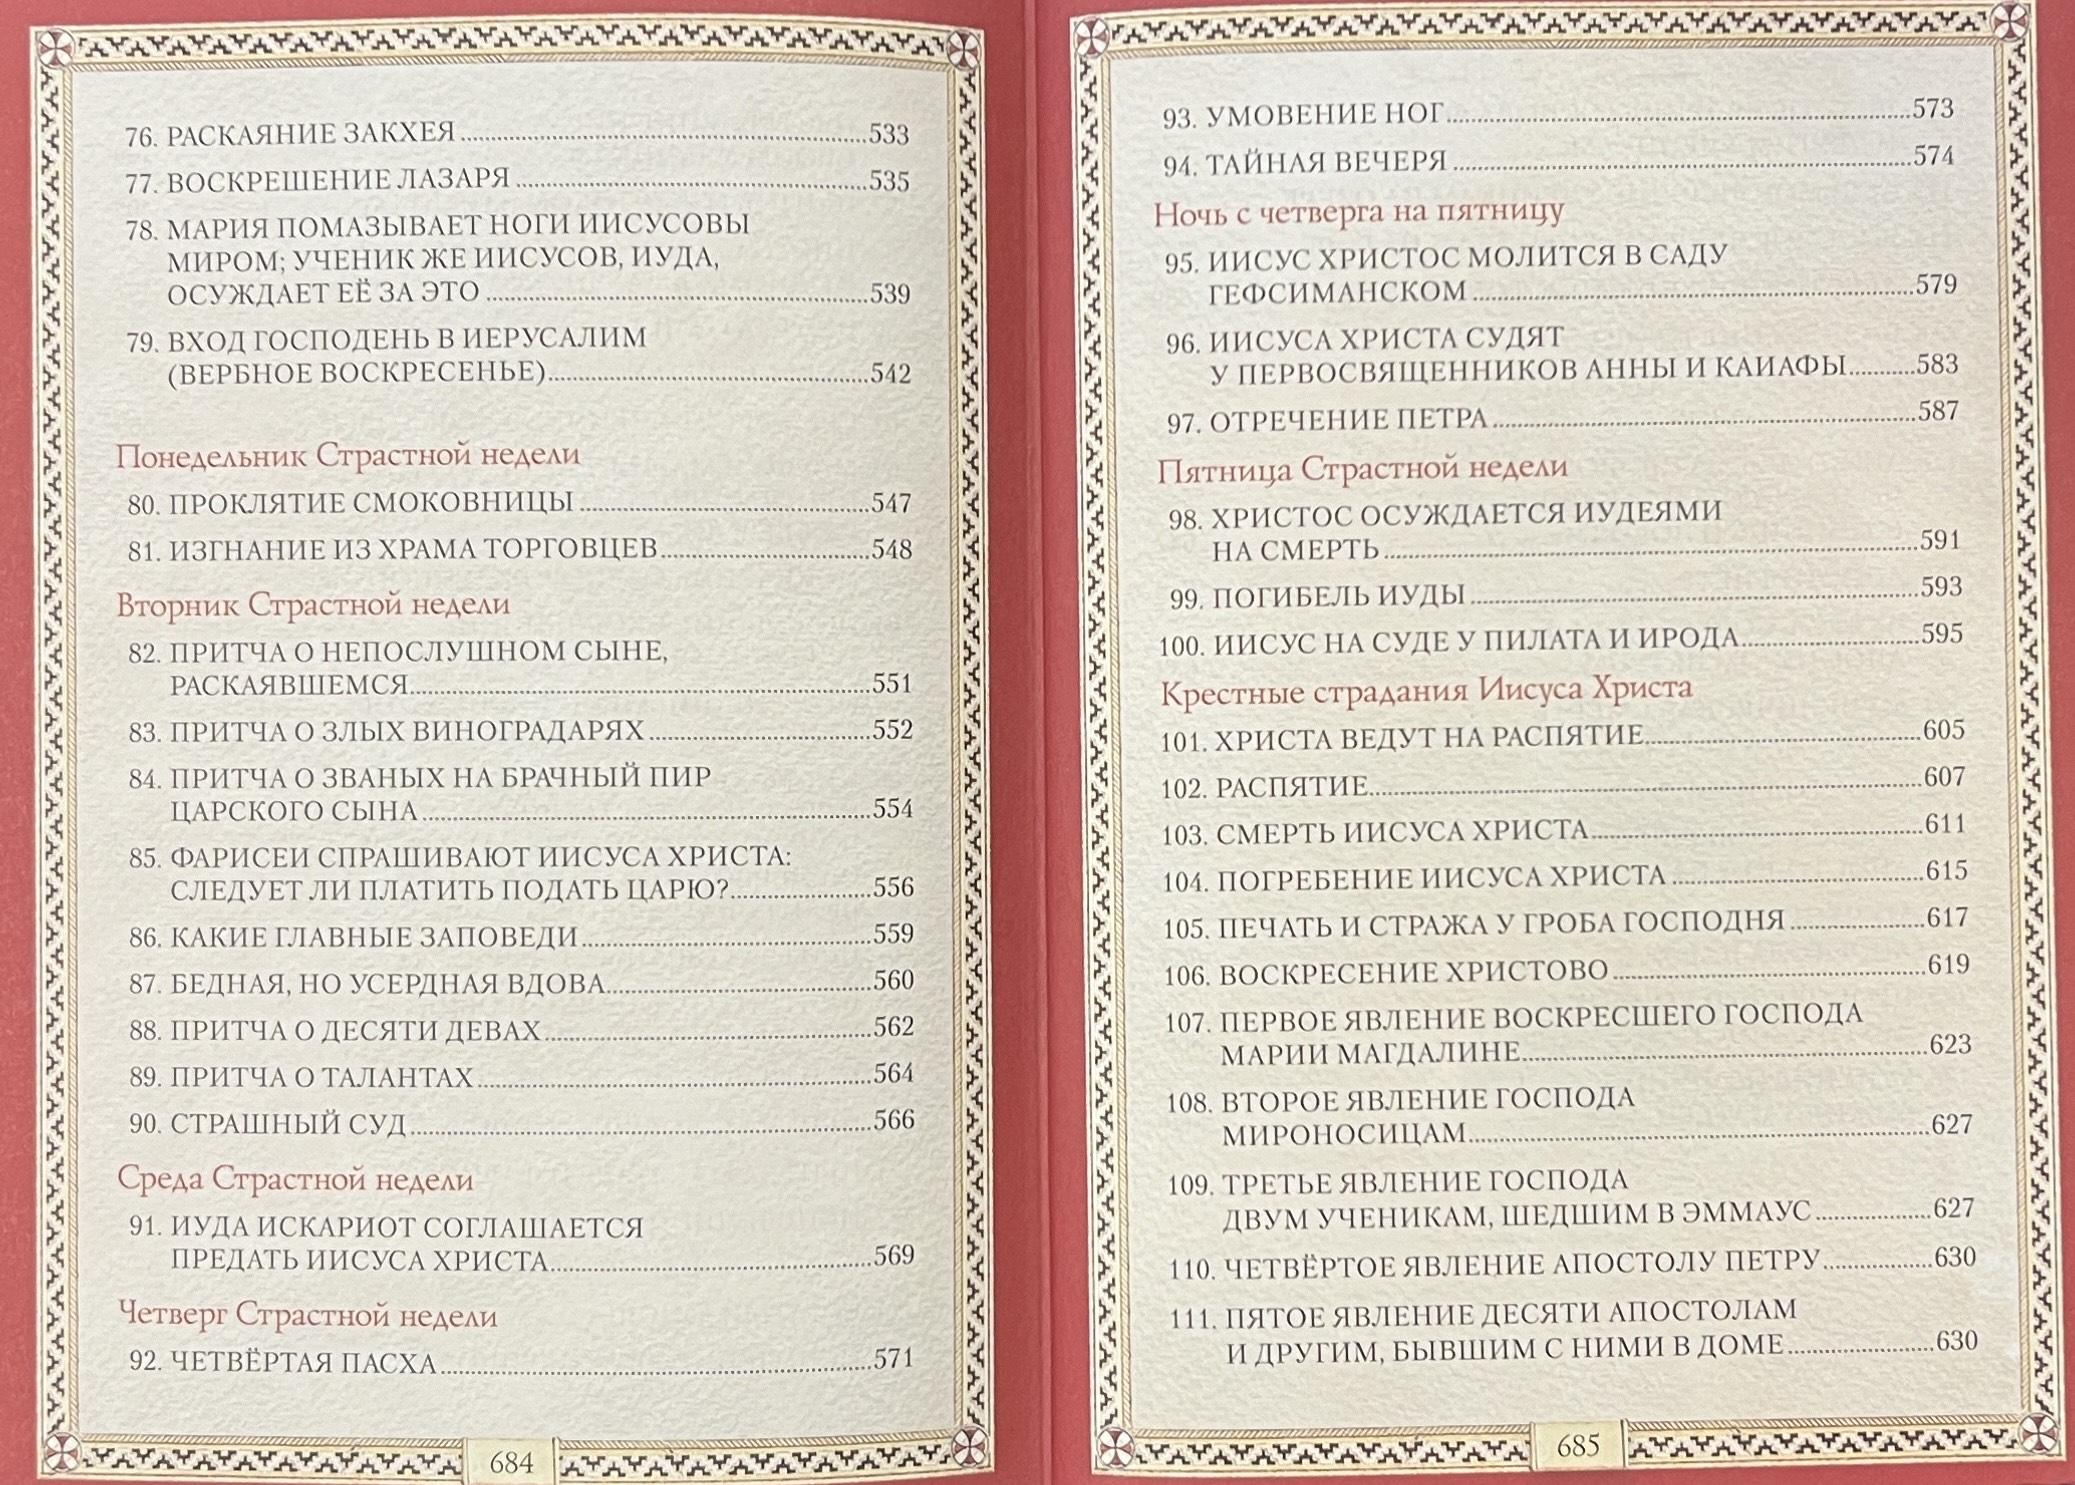 76. РАСКАЯНИЕ ЗАКХЕЯ ... 533
77. ВОСКРЕШЕНИЕ ЛАЗАРЯ ... 535
78. МАРИЯ ПОМАЗЫВАЕТ НОГИ ИИСУСОВЫ
МИРОМ; УЧЕНИК ЖЕ ИИСУСОВ, ИУДА,
ОСУЖДАЕТ ЕЁ ЗА ЭТО ... 539
79. ВХОД ГОСПОДЕНЬ В ИЕРУСАЛИМ
(ВЕРБНОЕ ВОСКРЕСЕНЬЕ) ... 542
Понедельник Страстной недели
80. ПРОКЛЯТИЕ СМОКОВНИЦЫ ... 547
81. ИЗГНАНИЕ ИЗ ХРАМА ТОРГОВЦЕВ ... 548
Вторник Страстной недели
82. ПРИТЧА О НЕПОСЛУШНОМ СЫНЕ,
РАСКАЯВШЕМСЯ ... 551
83. ПРИТЧА О ЗЛЫХ ВИНОГРАДАРЯХ ... 552
84. ПРИТЧА О ЗВАНЫХ НА БРАЧНЫЙ ПИР
ЦАРСКОГО СЫНА ... 554
85. ФАРИСЕИ СПРАШИВАЮТ ИИСУСА ХРИСТА:
СЛЕДУЕТ ЛИ ПЛАТИТЬ ПОДАТЬ ЦАРЮ? ... 556
86. КАКИЕ ГЛАВНЫЕ ЗАПОВЕДИ ... 559
87. БЕДНАЯ, НО УСЕРДНАЯ ВДОВА ... 560
88. ПРИТЧА О ДЕСЯТИ ДЕВАХ ... 562
89. ПРИТЧА О ТАЛАНТАХ ... 564
90. СТРАШНЫЙ СУД ... 566
Среда Страстной недели
91. ИУДА ИСКАРИОТ СОГЛАШАЕТСЯ
ПРЕДАТЬ ИИСУСА ХРИСТА ... 569
Четверг Страстной недели
92. ЧЕТВЁРТАЯ ПАСХА ... 571
684
93. УМОВЕНИЕ НОГ ... 573
94. ТАЙНАЯ ВЕЧЕРЯ ... 574
Ночь с четверга на пятницу
95. ИИСУС ХРИСТОС МОЛИТСЯ В САДУ
ГЕФСИМАНСКОМ ... 579
96. ИИСУСА ХРИСТА СУДЯТ
У ПЕРВОСВЯЩЕННИКОВ АННЫ И КАИАФЫ ... 583
97. ОТРЕЧЕНИЕ ПЕТРА ... 587
Пятница Страстной недели
98. ХРИСТОС ОСУЖДАЕТСЯ ИУДЕЯМИ
НА СМЕРТЬ ... 591
99. ПОГИБЕЛЬ ИУДЫ ... 593
100. ИИСУС НА СУДЕ У ПИЛАТА И ИРОДА ... 595
Крестные страдания Иисуса Христа
101. ХРИСТА ВЕДУТ НА РАСПЯТИЕ ... 605
102. РАСПЯТИЕ ... 607
103. СМЕРТЬ ИИСУСА ХРИСТА ... 611
104. ПОГРЕБЕНИЕ ИИСУСА ХРИСТА ... 615
105. ПЕЧАТЬ И СТРАЖА У ГРОБА ГОСПОДНЯ ... 617
106. ВОСКРЕСЕНИЕ ХРИСТОВО ... 619
107. ПЕРВОЕ ЯВЛЕНИЕ ВОСКРЕСШЕГО ГОСПОДА
МАРИИ МАГДАЛИНЕ ... 623
108. ВТОРОЕ ЯВЛЕНИЕ ГОСПОДА
МИРОНОСИЦАМ ... 627
109. ТРЕТЬЕ ЯВЛЕНИЕ ГОСПОДА
ДВУМ УЧЕНИКАМ, ШЕДШИМ В ЭММАУС ... 627
110. ЧЕТВЁРТОЕ ЯВЛЕНИЕ АПОСТОЛУ ПЕТРУ ... 630
111. ПЯТОЕ ЯВЛЕНИЕ ДЕСЯТИ АПОСТОЛАМ
И ДРУГИМ, БЫВШИМ С НИМИ В ДОМЕ ... 630
685